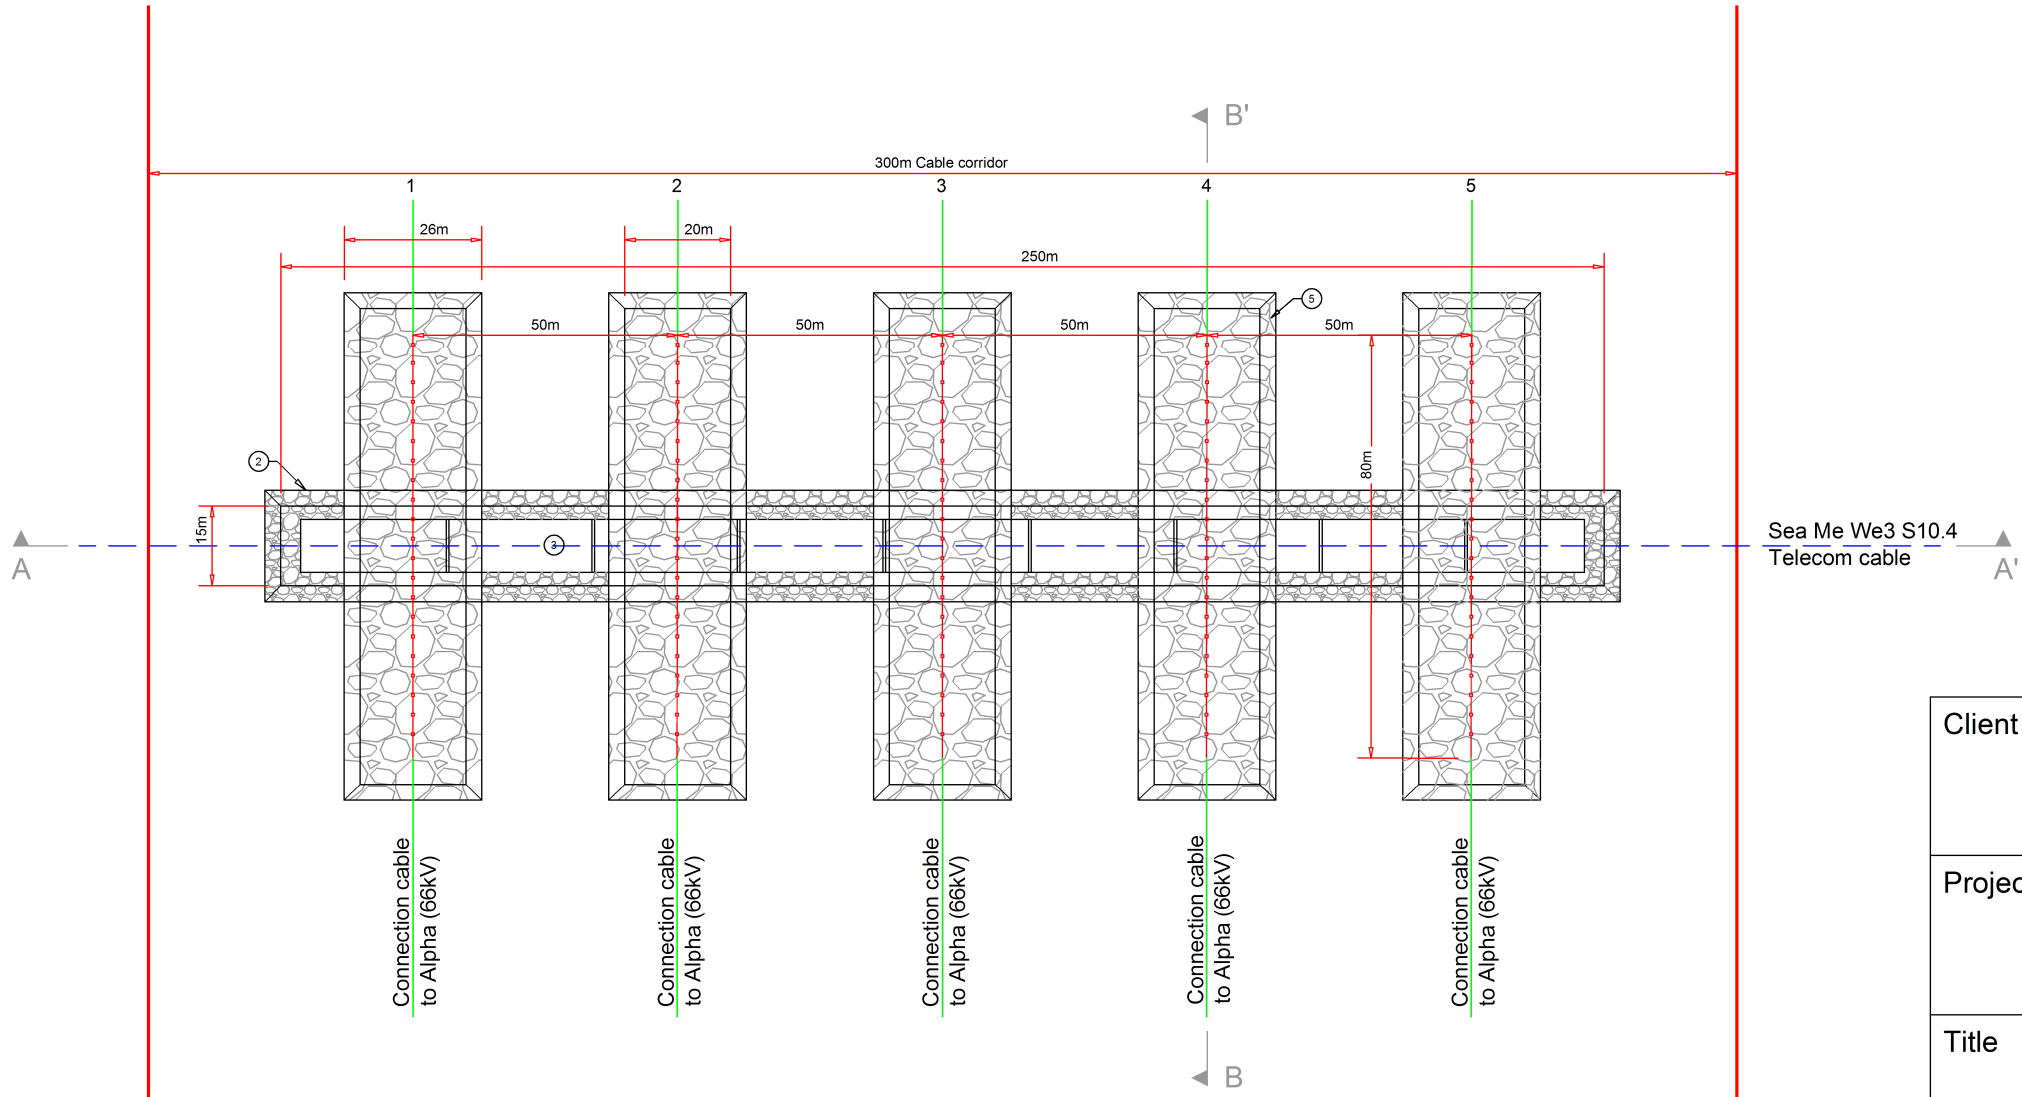 B'
300m Cable corridor
1
2
3
4
5
26m
20m
250m
5
50m
50m
50m
50m
2
80m
15m
3
Sea Me We3 S10.4
Telecom cable
A
A'
Client
Projec
Title
Connection cable
to Alpha (66kV)
Connection cable
to Alpha (66kV)
Connection cable
to Alpha (66kV)
Connection cable
to Alpha (66kV)
Connection cable
to Alpha (66kV)
B